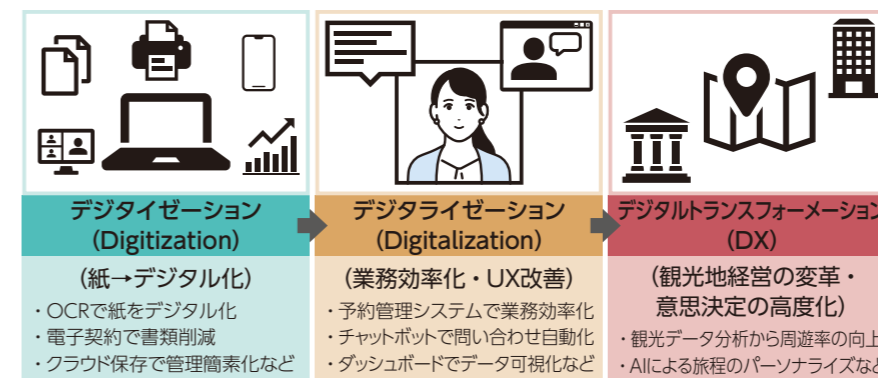 デジタイゼーション
(Digitization)
(紙→デジタル化)
・OCRで紙をデジタル化
・電子契約で書類削減
・クラウド保存で管理簡素化など
デジタライゼーション
(Digitalization)
(業務効率化・UX改善)
・予約管理システムで業務効率化
・チャットボットで問い合わせ自動化
・ダッシュボードでデータ可視化など
デジタルトランスフォーメーション
(DX)
(観光地経営の変革・
意思決定の高度化)
・観光データ分析から周遊率の向上
・AIによる旅程のパーソナライズなど